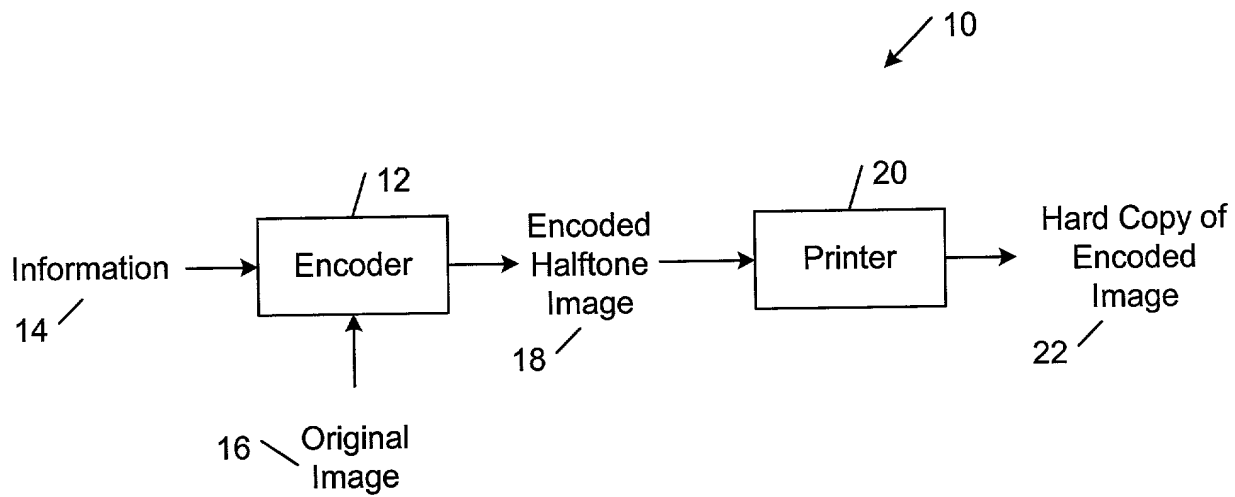 10
12
20
Information
14
Encoder
Encoded
Halftone
Image
18
Printer
Hard Copy of
Encoded
Image
22
16
Original
Image